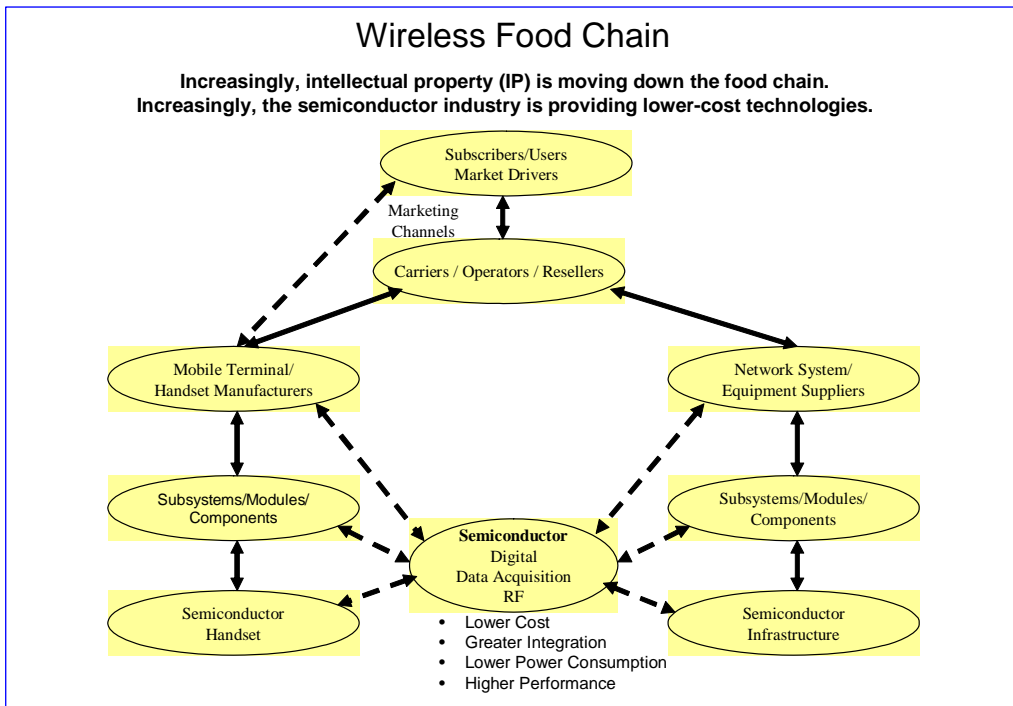 Wireless Food Chain
Increasingly, intellectual property (IP) is moving down the food chain.
Increasingly, the semiconductor industry is providing lower-cost technologies.
Subscribers/Users
Market Drivers
Marketing
Channels
Carriers / Operators / Resellers
Mobile Terminal/
Handset Manufacturers
Network System/
Equipment Suppliers
Subsystems/Modules/
Components
Subsystems/Modules/
Components
Semiconductor
Digital
Data Acquisition
RF
Semiconductor
Handset
Semiconductor
Infrastructure
• Lower Cost
• Greater Integration
• Lower Power Consumption
• Higher Performance